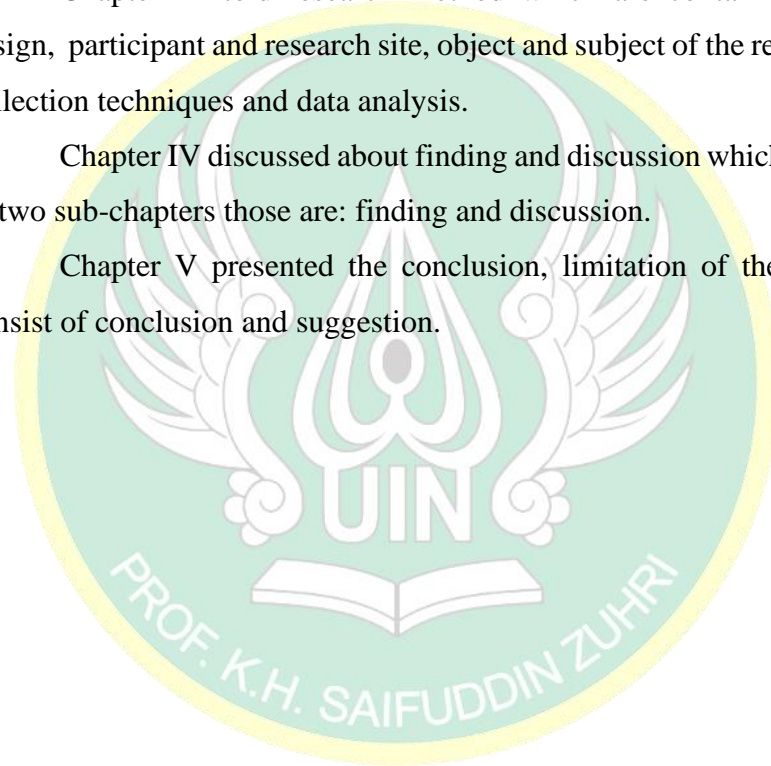 sign, participant and research site, object and subject of the re
llection techniques and data analysis.
Chapter IV discussed about finding and discussion which
two sub-chapters those are: finding and discussion.
Chapter V presented the conclusion, limitation of the
nsist of conclusion and suggestion.
UIN
PROF. K.H. SAIFUDDIN ZUHRI